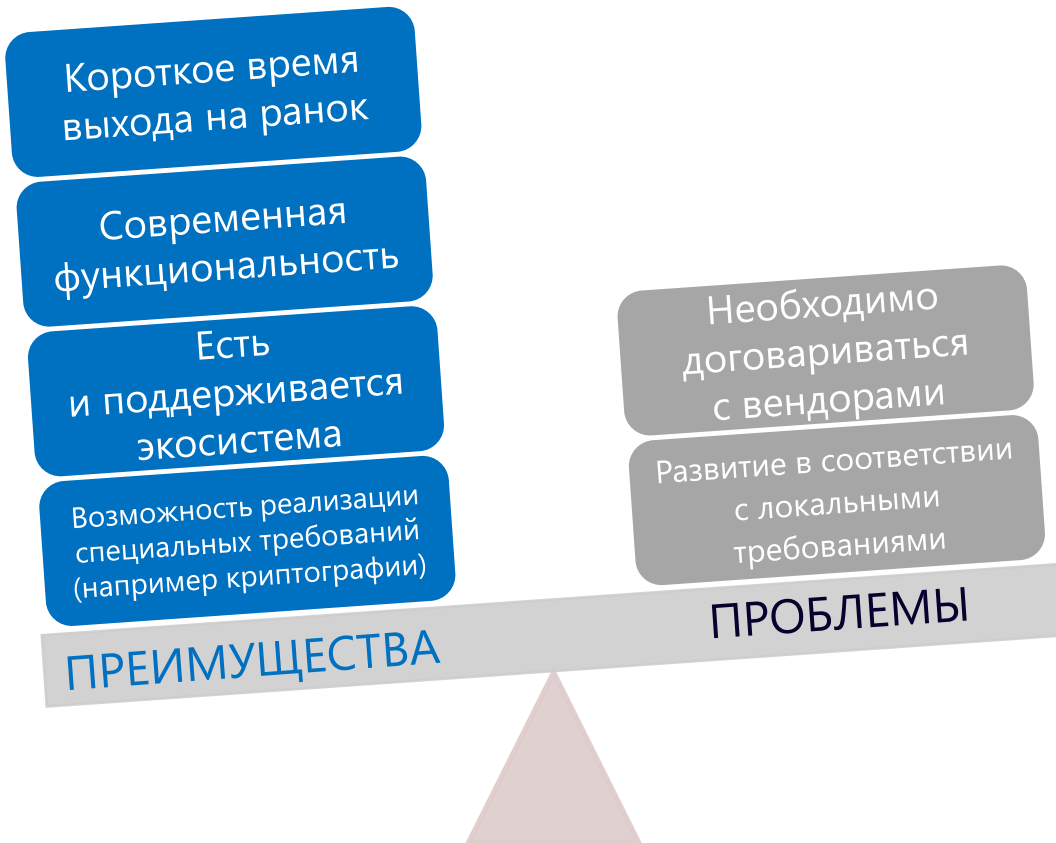 Короткое время
выхода на ранок
Современная
функциональность
Есть
и поддерживается
экосистема
Возможность реализации
специальных требований
(например криптографии)
ПРЕИМУЩЕСТВА
Необходимо
договариваться
с вендорами
Развитие в соответствии
с локальными
требованиями
ПРОБЛЕМЫ